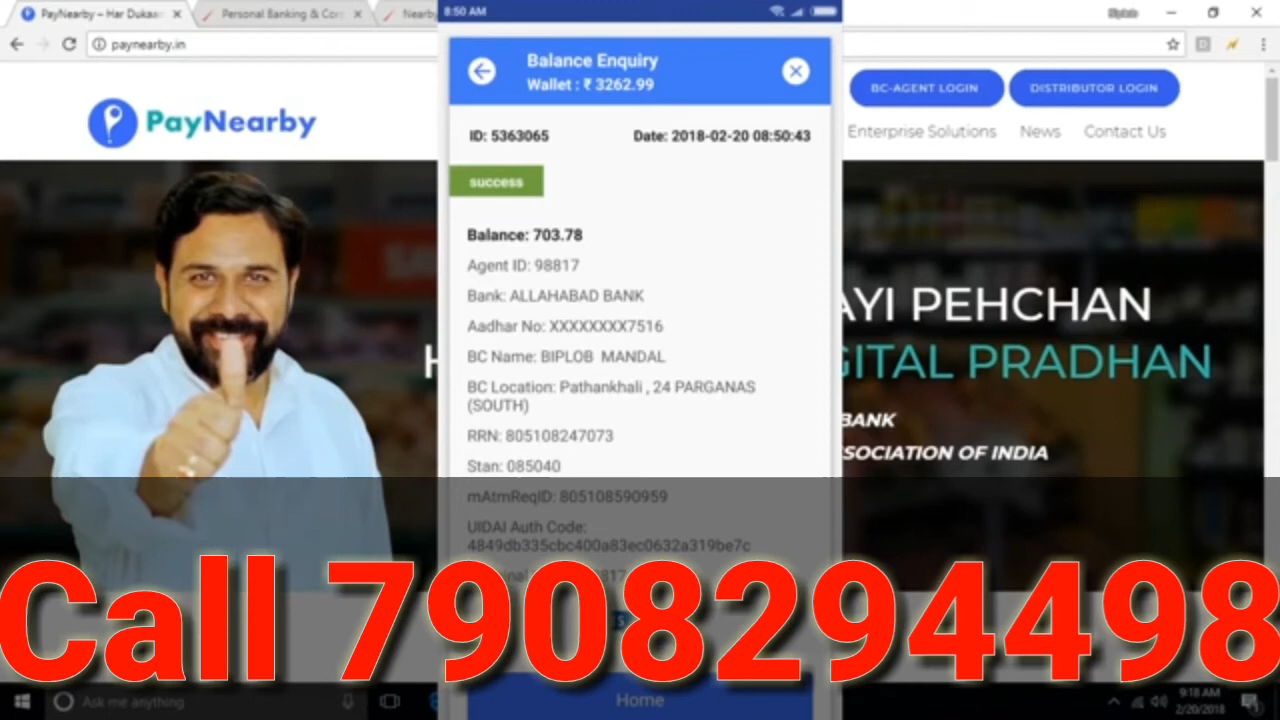 PayNearby – Har Dukaan
Personal Banking & Cor
Nearby
paynearby.in
PayNearby
8:50 AM
Balance Enquiry
Wallet : ₹ 3262.99
ID: 5363065
Date: 2018-02-20 08:50:43
success
Balance: 703.78
Agent ID: 98817
Bank: ALLAHABAD BANK
Aadhar No: XXXXXXXX7516
BC Name: BIPLOB MANDAL
BC Location: Pathankhali , 24 PARGANAS
(SOUTH)
RRN: 805108247073
Stan: 085040
mAtmReqID: 805108590959
UIDAI Auth Code:
4849db335cbc400a83ec0632a319be7c
Home
BC-AGENT LOGIN
DISTRIBUTOR LOGIN
Enterprise Solutions
News
Contact Us
AYI PEHCHAN
GITAL PRADHAN
BANK
SOCIATION OF INDIA
Call 7908294498
Ask me anything
9:18 AM
2/20/2018